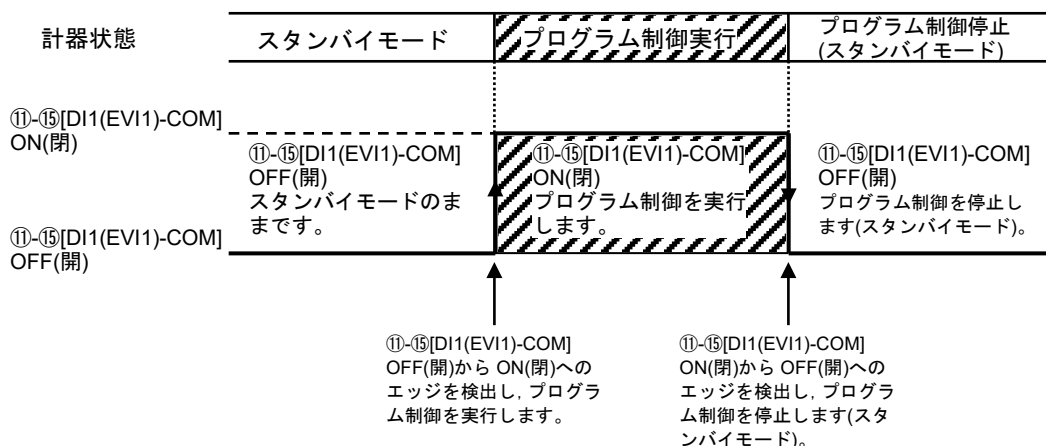 計器状態
スタンバイモード
プログラム制御実行
プログラム制御停止
(スタンバイモード)
⑪-⑮[DI1(EVI1)-COM]
ON(閉)
⑪-⑮[DI1(EVI1)-COM]
OFF(開)
スタンバイモードのま
まです。
⑪-⑮[DI1(EVI1)-COM]
ON(閉)
プログラム制御を実行
します。
⑪-⑮[DI1(EVI1)-COM]
OFF(開)
プログラム制御を停止し
ます(スタンバイモード)。
⑪-⑮[DI1(EVI1)-COM]
OFF(開)
⑪-⑮[DI1(EVI1)-COM]
OFF(開)から ON(閉)への
エッジを検出し, プログラ
ム制御を実行します。
⑪-⑮[DI1(EVI1)-COM]
ON(閉)から OFF(開)への
エッジを検出し, プログラ
ム制御を停止します(スタ
ンバイモード)。